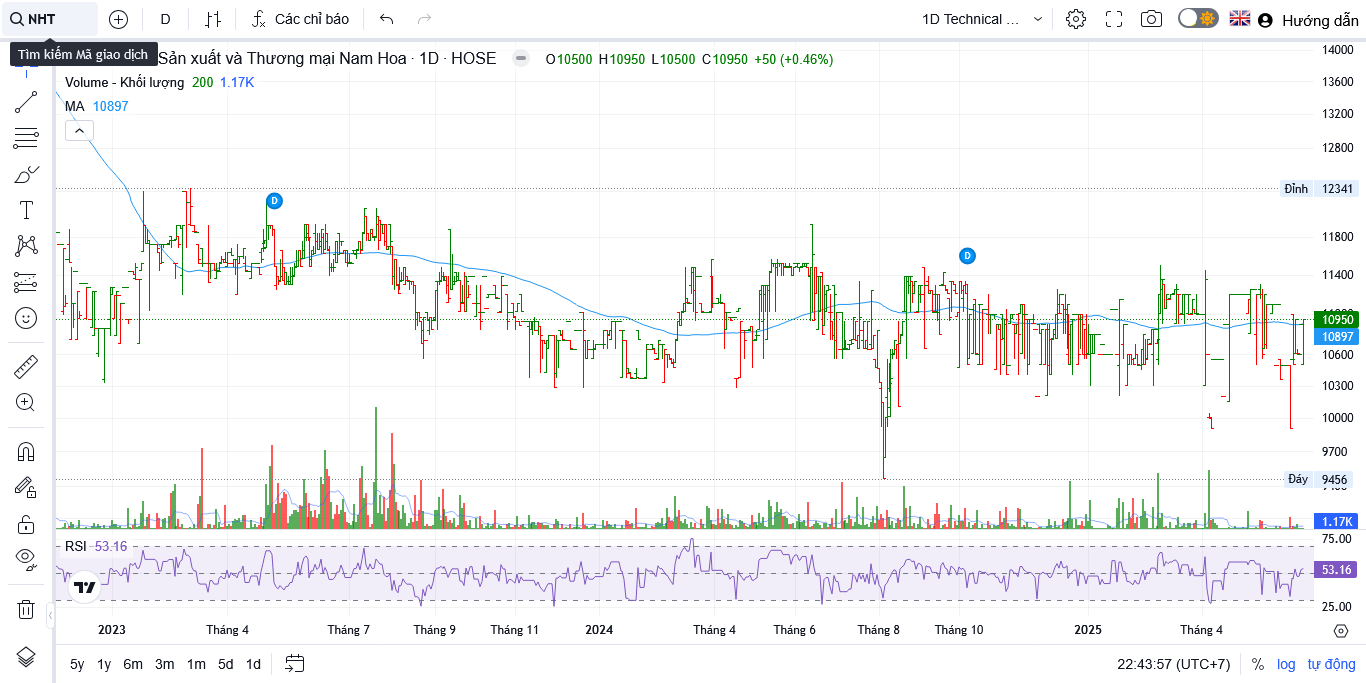 NHT
D
Các chỉ báo
1D Technical ...
Hướng dẫn
Tìm kiếm Mã giao dịch
Sản xuất và Thương mại Nam Hoa · 1D · HOSE
O10500 H10950 L10500 C10950 +50 (+0.46%)
Volume - Khối lượng 200 1.17K
MA 10897
14000
13600
13200
12800
Đỉnh 12341
D
11800
D
11400
10950
10897
10600
10300
10000
9700
Đáy 9456
1.17K
RSI 53.16
75.00
53.16
25.00
2023 Tháng 4 Tháng 7 Tháng 9 Tháng 11 2024 Tháng 4 Tháng 6 Tháng 8 Tháng 10 2025 Tháng 4
5y 1y 6m 3m 1m 5d 1d
22:43:57 (UTC+7) % log tự động